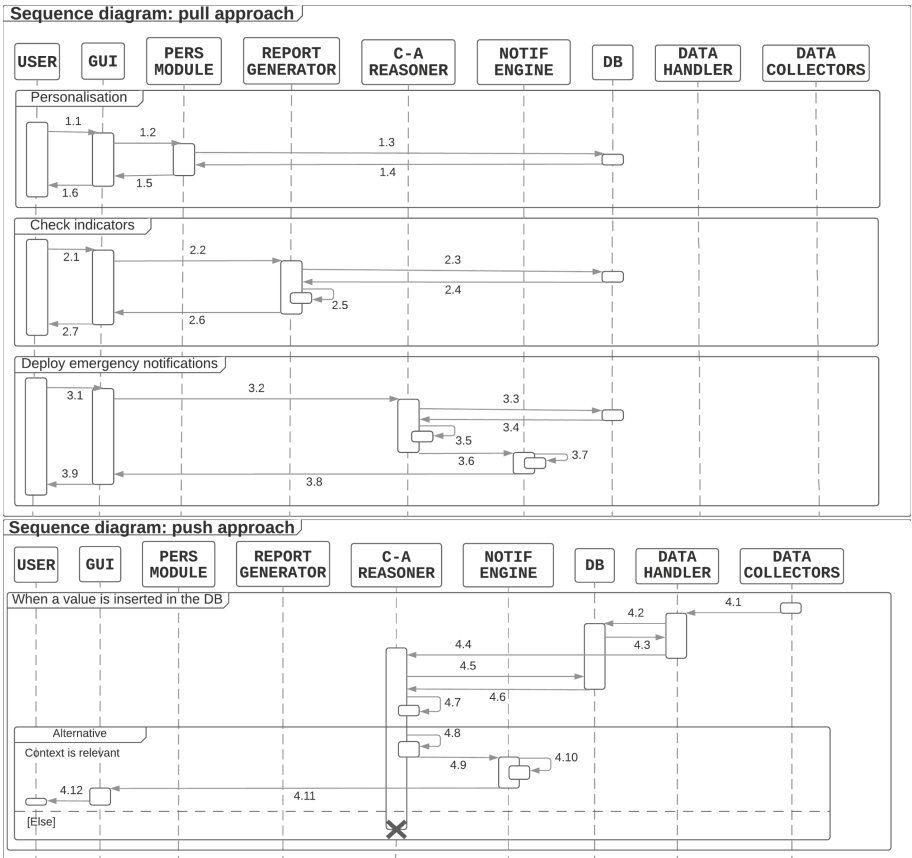 Sequence diagram: pull approach
USER
GUI
PERS
MODULE
REPORT
GENERATOR
C-A
REASONER
NOTIF
ENGINE
DB
DATA
HANDLER
DATA
COLLECTORS
Personalisation
1.1
1.2
1.3
1.4
1.5
1.6
Check indicators
2.1
2.2
2.3
2.4
2.5
2.6
2.7
Deploy emergency notifications
3.1
3.2
3.3
3.4
3.5
3.6
3.7
3.8
3.9
Sequence diagram: push approach
USER
GUI
PERS
MODULE
REPORT
GENERATOR
C-A
REASONER
NOTIF
ENGINE
DB
DATA
HANDLER
DATA
COLLECTORS
When a value is inserted in the DB
4.1
4.2
4.3
4.4
4.5
4.6
4.7
Alternative
Context is relevant
4.8
4.9
4.10
4.11
4.12
[Else]